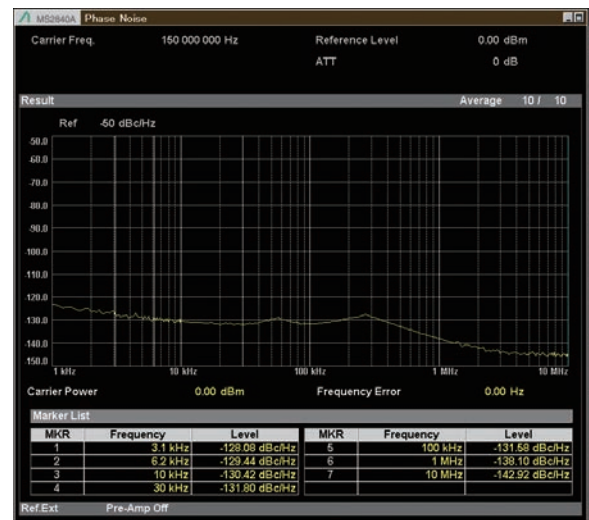 MS2840A Phase Noise
Carrier Freq. 150 000 000 Hz Reference Level 0.00 dBm
ATT 0 dB
Result Average 10 / 10
Ref -50 dBc/Hz
-50.0
-60.0
-70.0
-80.0
-90.0
-100.0
-110.0
-120.0
-130.0
-140.0
-150.0
1 kHz 10 kHz 100 kHz 1 MHz 10 MHz
Carrier Power 0.00 dBm Frequency Error 0.00 Hz
Marker List
MKR Frequency Level MKR Frequency Level
1 3.1 kHz -128.08 dBc/Hz 5 100 kHz -131.58 dBc/Hz
2 6.2 kHz -129.44 dBc/Hz 6 1 MHz -138.10 dBc/Hz
3 10 kHz -130.42 dBc/Hz 7 10 MHz -142.92 dBc/Hz
4 30 kHz -131.80 dBc/Hz
Ref.Ext Pre-Amp Off